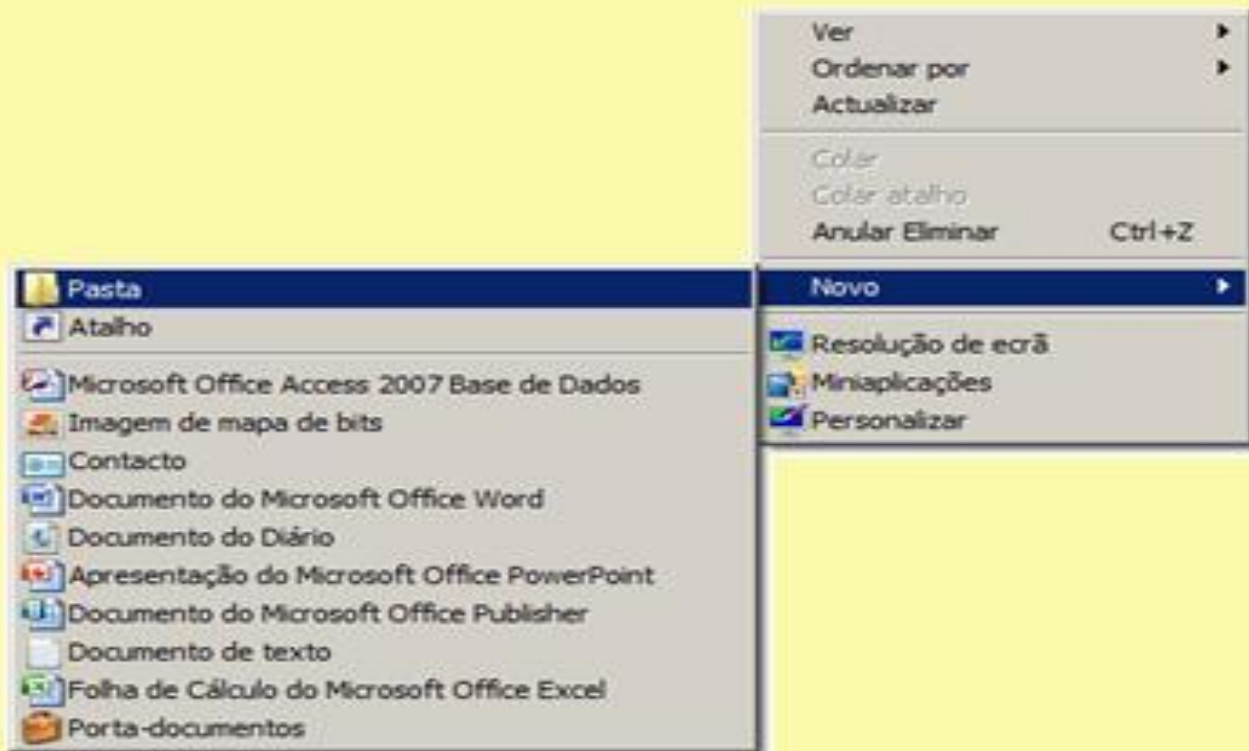 Ver
Ordenar por
Actualizar
Colar
Colar atalho
Anular Eliminar Ctrl+Z
Novo
Resolução de ecrã
Miniaplicações
Personalizar
Pasta
Atalho
Microsoft Office Access 2007 Base de Dados
Imagem de mapa de bits
Contacto
Documento do Microsoft Office Word
Documento do Diário
Apresentação do Microsoft Office PowerPoint
Documento do Microsoft Office Publisher
Documento de texto
Folha de Cálculo do Microsoft Office Excel
Porta-documentos